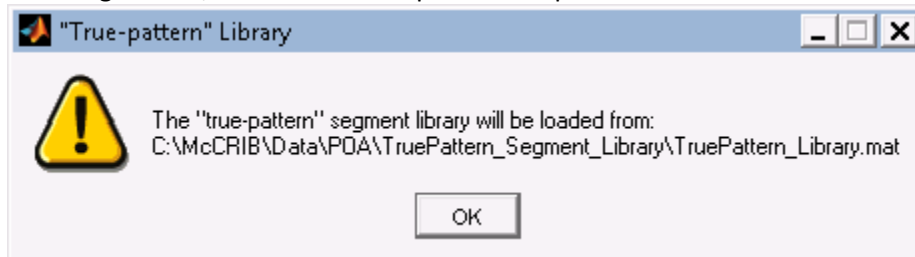 "True-pattern" Library
The "true-pattern" segment library will be loaded from:
C:\McCRIB\Data\POA\TruePattern_Segment_Library\TruePattern_Library.mat
OK